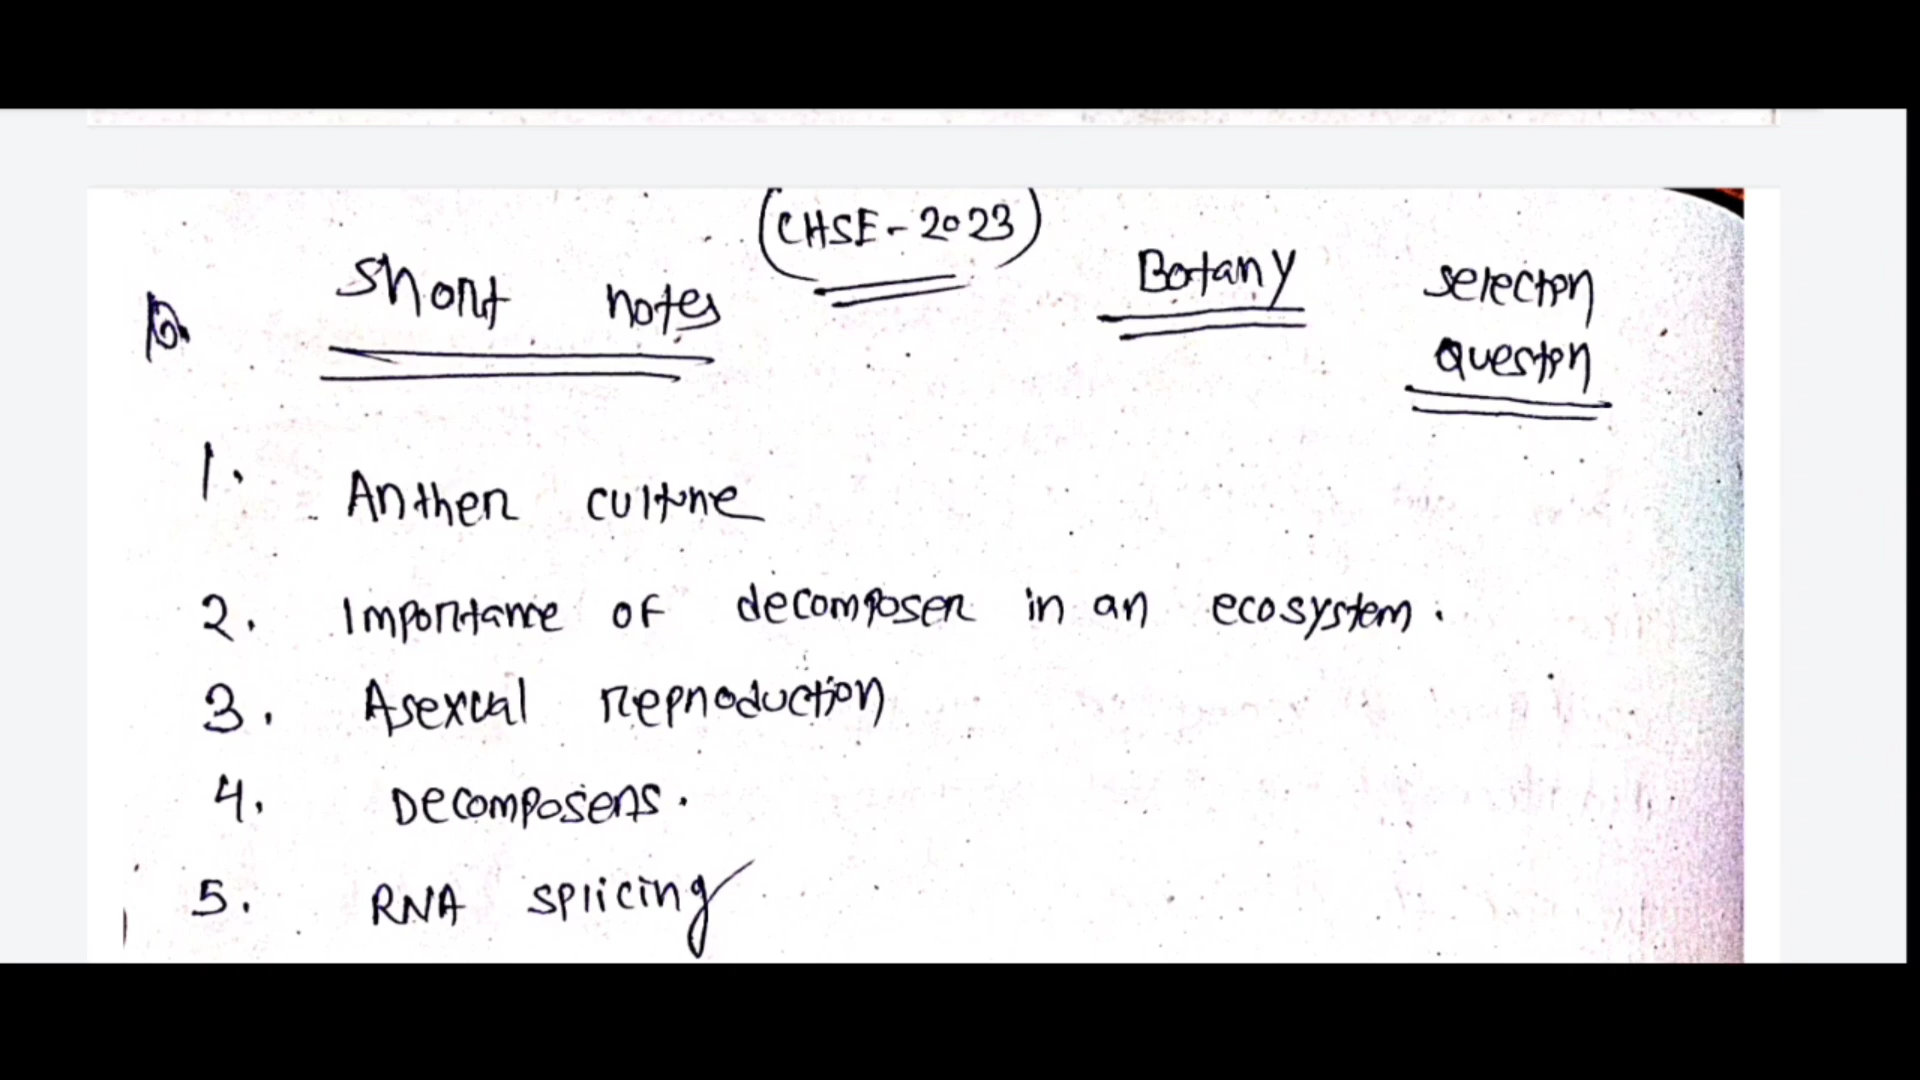 (CHSE - 2023)
Q. Short notes
Botany
Selection
Question
1. Anther culture
2. Importance of decomposer in an ecosystem.
3. Asexual reproduction
4. Decomposers.
5. RNA splicing